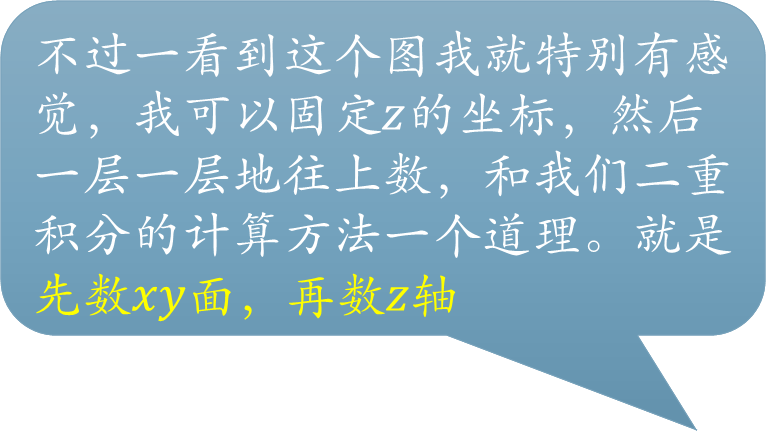 不过一看到这个图我就特别有感
觉，我可以固定z的坐标，然后
一层一层地往上数，和我们二重
积分的计算方法一个道理。就是
先数xy面，再数z轴